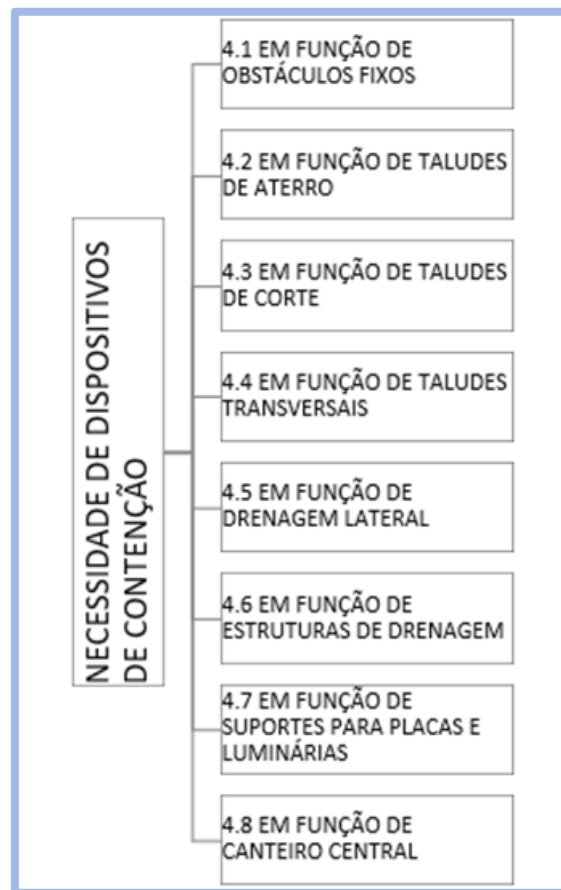 NECESSIDADE DE DISPOSITIVOS
DE CONTENÇÃO
4.1 EM FUNÇÃO DE
OBSTÁCULOS FIXOS
4.2 EM FUNÇÃO DE TALUDES
DE ATERRO
4.3 EM FUNÇÃO DE TALUDES
DE CORTE
4.4 EM FUNÇÃO DE TALUDES
TRANSVERSAIS
4.5 EM FUNÇÃO DE
DRENAGEM LATERAL
4.6 EM FUNÇÃO DE
ESTRUTURAS DE DRENAGEM
4.7 EM FUNÇÃO DE
SUPORTES PARA PLACAS E
LUMINÁRIAS
4.8 EM FUNÇÃO DE
CANTEIRO CENTRAL